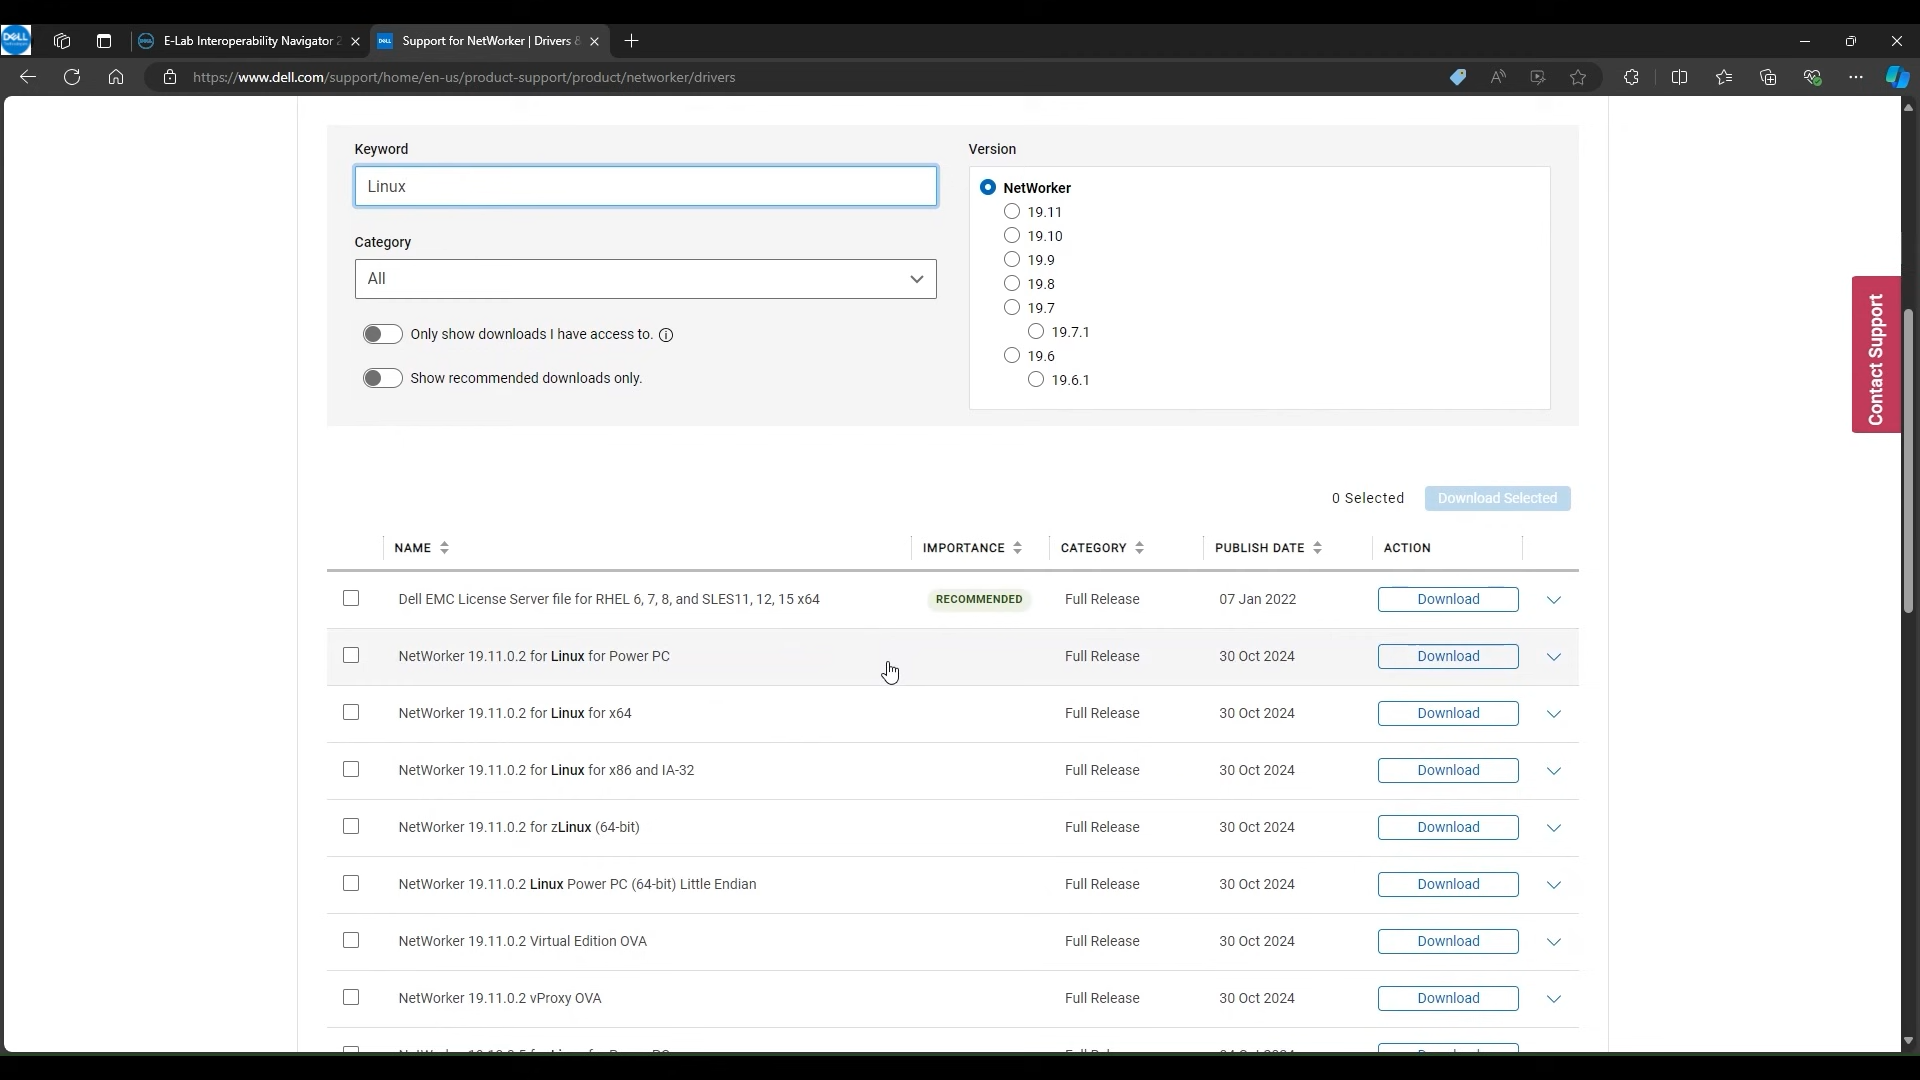 DELL
E-Lab Interoperability Navigator 2
Support for NetWorker | Drivers &
https://www.dell.com/support/home/en-us/product-support/product/networker/drivers
Keyword
Version
Linux
NetWorker
19.11
19.10
19.9
19.8
19.7
19.7.1
19.6
19.6.1
Category
All
Only show downloads I have access to.
Show recommended downloads only.
Contact Support
0 Selected Download Selected
NAME IMPORTANCE CATEGORY PUBLISH DATE ACTION
Dell EMC License Server file for RHEL 6, 7, 8, and SLES11, 12, 15 x64 RECOMMENDED Full Release 07 Jan 2022 Download
NetWorker 19.11.0.2 for Linux for Power PC Full Release 30 Oct 2024 Download
NetWorker 19.11.0.2 for Linux for x64 Full Release 30 Oct 2024 Download
NetWorker 19.11.0.2 for Linux for x86 and IA-32 Full Release 30 Oct 2024 Download
NetWorker 19.11.0.2 for zLinux (64-bit) Full Release 30 Oct 2024 Download
NetWorker 19.11.0.2 Linux Power PC (64-bit) Little Endian Full Release 30 Oct 2024 Download
NetWorker 19.11.0.2 Virtual Edition OVA Full Release 30 Oct 2024 Download
NetWorker 19.11.0.2 vProxy OVA Full Release 30 Oct 2024 Download